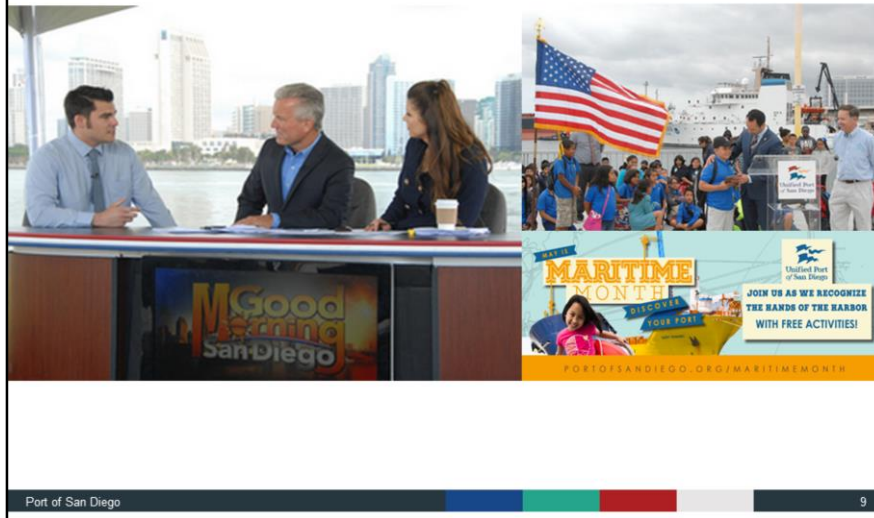 Good
Morning
San Diego
Unified Port
of San Diego
MAY IS
MARITIME
MONTH
DISCOVER
YOUR PORT
Unified Port
of San Diego
JOIN US AS WE RECOGNIZE
THE HANDS OF THE HARBOR
WITH FREE ACTIVITIES!
PORTOFSANDIEGO.ORG/MARITIMEMONTH
Port of San Diego
9